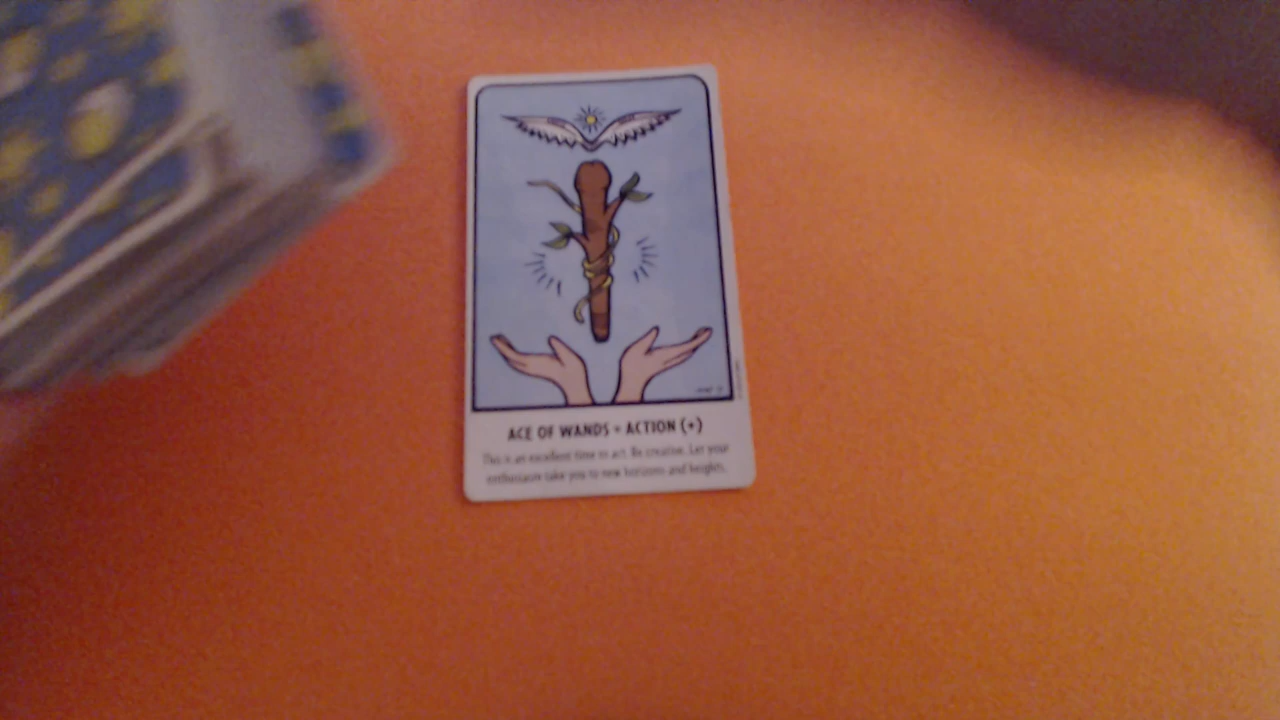 ACE OF WANDS • ACTION (+)
This is an excellent time to act. Be creative. Let your
enthusiasm take you to new horizons and heights.